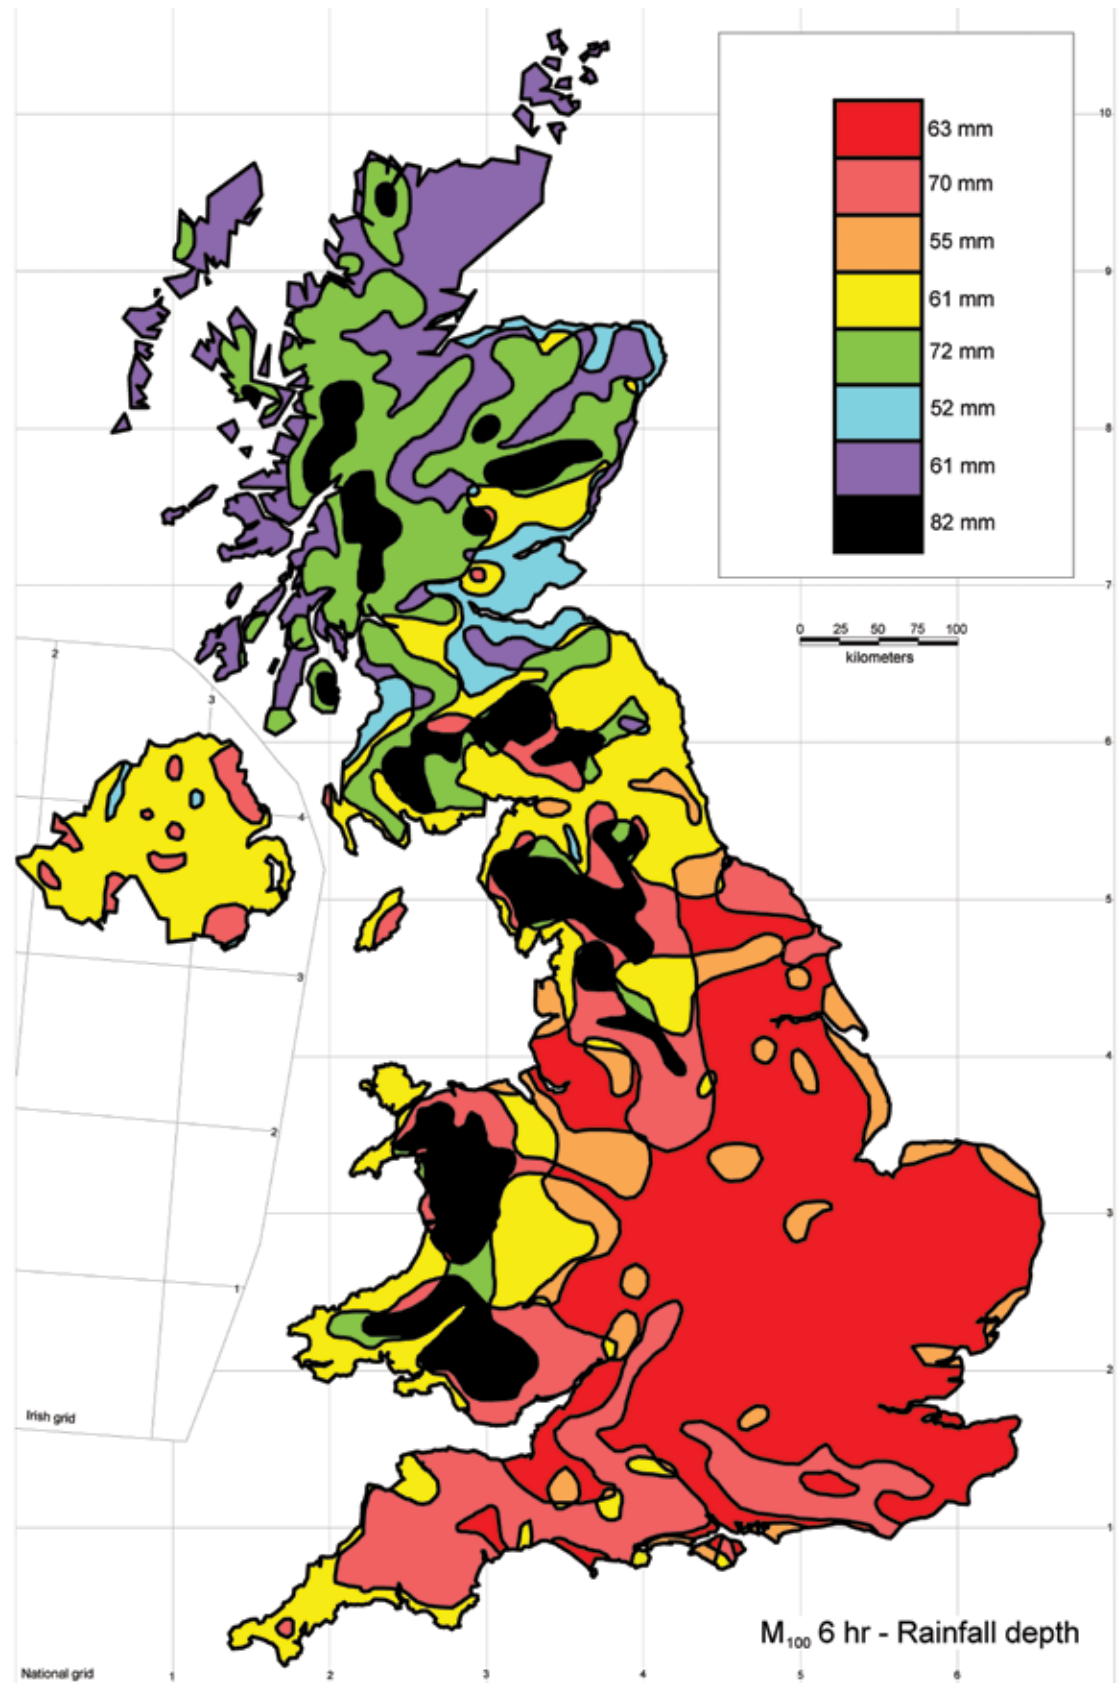 63 mm
70 mm
55 mm
61 mm
72 mm
52 mm
61 mm
82 mm
0 25 50 75 100
kilometers
10
9
8
7
6
5
4
3
2
1
2
3
4
3
2
1
Irish grid
M100 6 hr - Rainfall depth
National grid 1 2 3 4 5 6